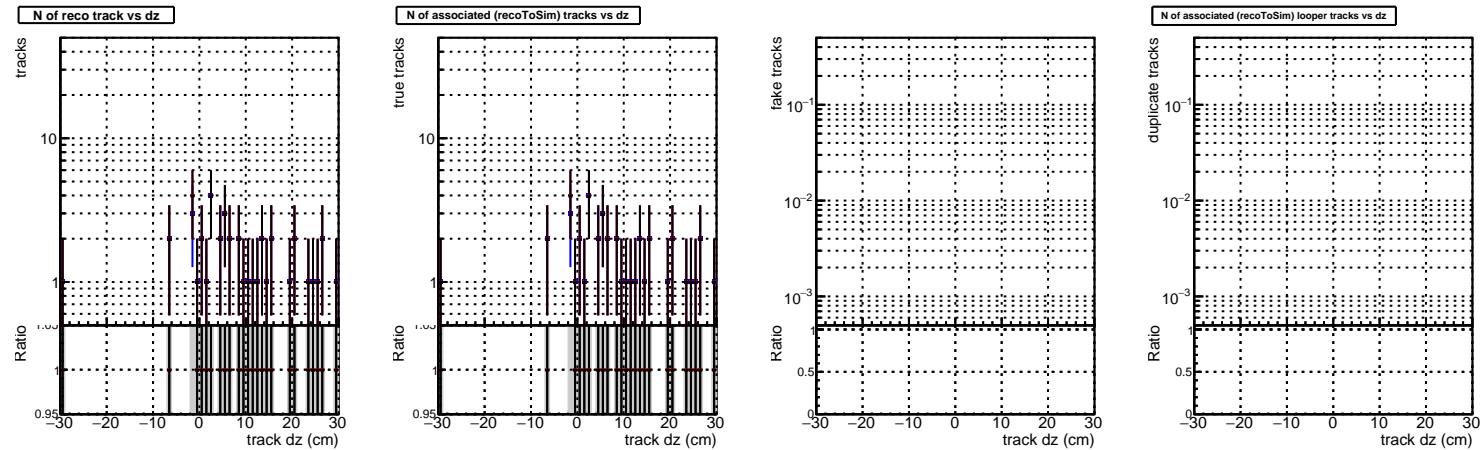 N of reco track vs dz
tracks
10
1
Ratio
1.05
1
0.95
−30 −20 −10 0 10 20 30
track dz (cm)
N of associated (recoToSim) tracks vs dz
true tracks
10
1
Ratio
1.05
1
0.95
−30 −20 −10 0 10 20 30
track dz (cm)
fake tracks
10−1
10−2
10−3
Ratio
1
0.5
0
−30 −20 −10 0 10 20 30
track dz (cm)
N of associated (recoToSim) looper tracks vs dz
duplicate tracks
10−1
10−2
10−3
Ratio
1
0.5
0
−30 −20 −10 0 10 20 30
track dz (cm)